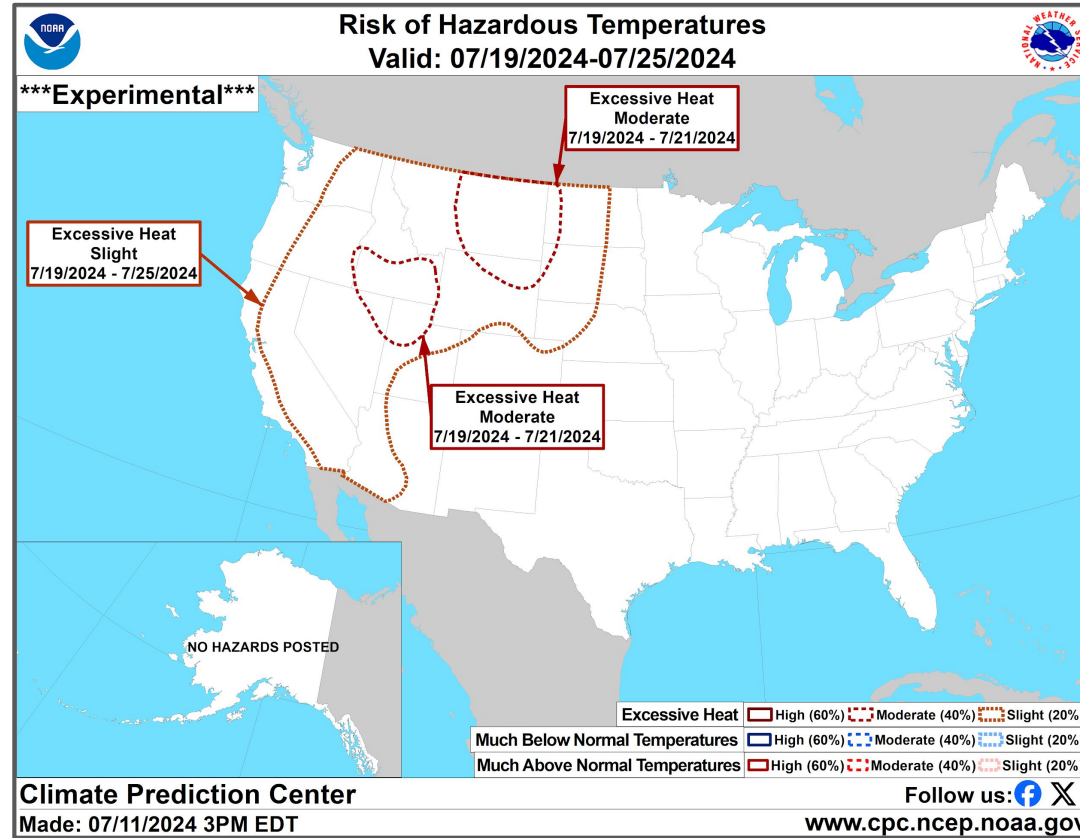 NOAA
Risk of Hazardous Temperatures
Valid: 07/19/2024-07/25/2024
NATIONAL WEATHER SERVICE
***Experimental***
Excessive Heat
Moderate
7/19/2024 - 7/21/2024
Excessive Heat
Slight
7/19/2024 - 7/25/2024
Excessive Heat
Moderate
7/19/2024 - 7/21/2024
NO HAZARDS POSTED
Excessive Heat High (60%) Moderate (40%) Slight (20%
Much Below Normal Temperatures High (60%) Moderate (40%) Slight (20%
Much Above Normal Temperatures High (60%) Moderate (40%) Slight (20%
Climate Prediction Center
Follow us:
Made: 07/11/2024 3PM EDT
www.cpc.ncep.noaa.gov